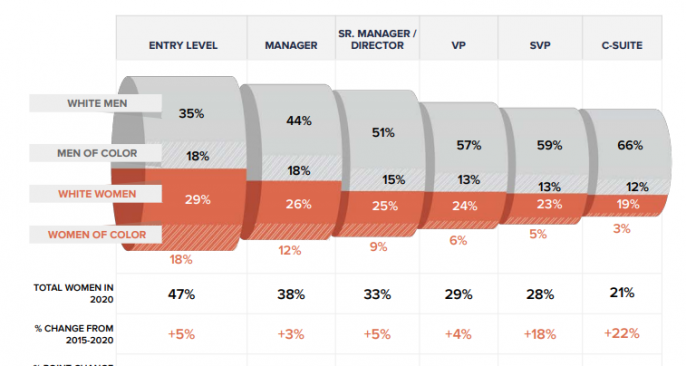 ENTRY LEVEL
MANAGER
SR. MANAGER /
DIRECTOR
VP
SVP
C-SUITE
WHITE MEN
35%
44%
51%
57%
59%
66%
MEN OF COLOR
18%
18%
15%
13%
13%
12%
WHITE WOMEN
29%
26%
25%
24%
23%
19%
WOMEN OF COLOR
18%
12%
9%
6%
5%
3%
TOTAL WOMEN IN
2020
47%
38%
33%
29%
28%
21%
% CHANGE FROM
2015-2020
+5%
+3%
+5%
+4%
+18%
+22%